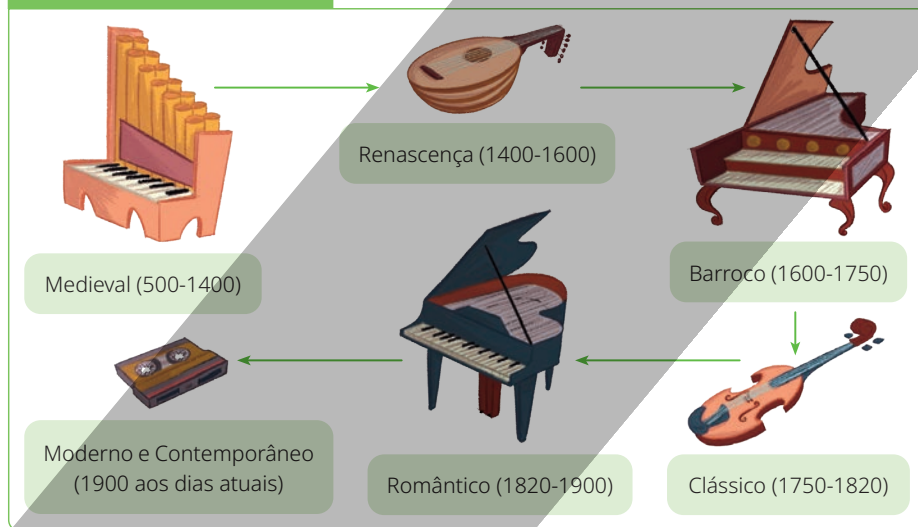 Renascença (1400-1600)
Medieval (500-1400)
Barroco (1600-1750)
Moderno e Contemporâneo
(1900 aos dias atuais)
Romântico (1820-1900)
Clássico (1750-1820)